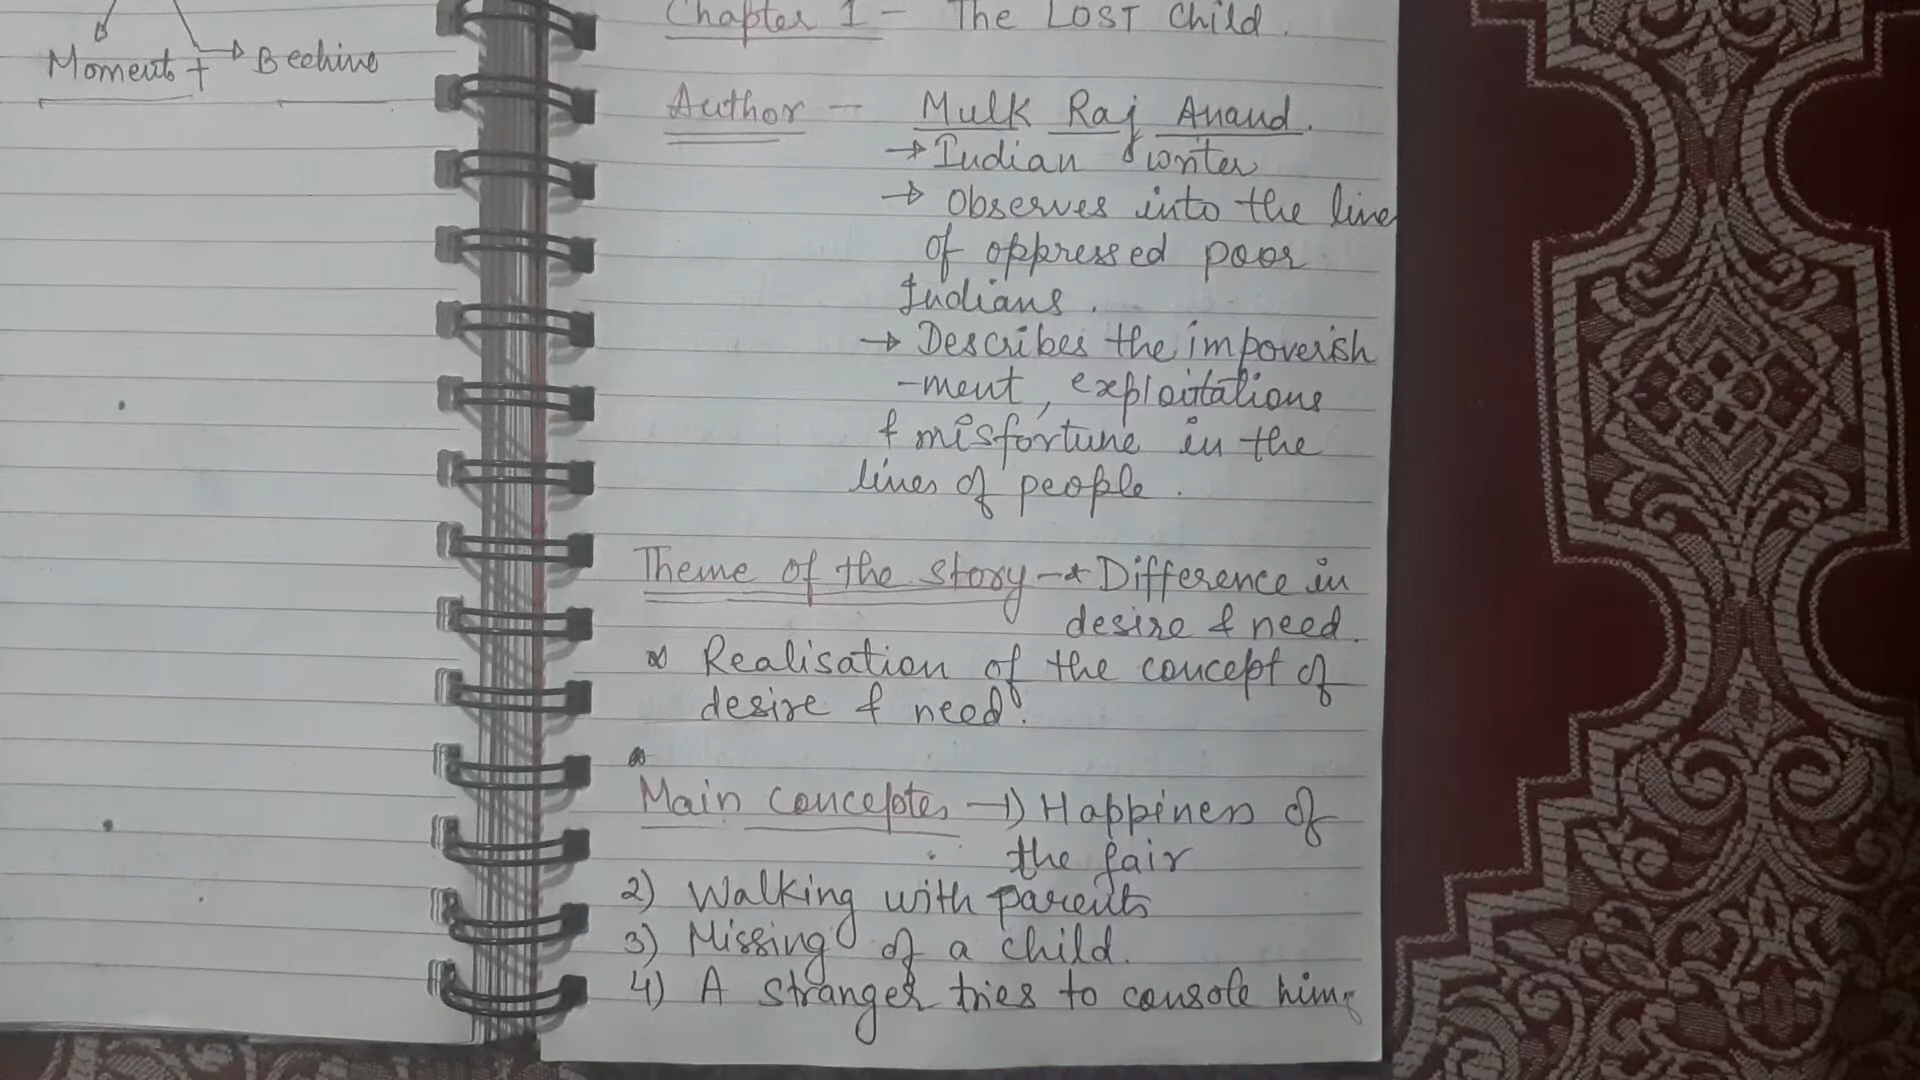 Moments + → Beehive
Chapter 1 - The Lost Child.
Author - Mulk Raj Anand.
→ Indian writer
→ Observes into the lives
of oppressed poor
Indians.
→ Describes the impoverish
-ment, exploitations
& misfortune in the
lives of people.
Theme of the story -* Difference in
desire & need.
* Realisation of the concept of
desire & need.
Main concepts - 1) Happiness of
the fair
2) Walking with parents
3) Missing of a child.
4) A stranger tries to console him